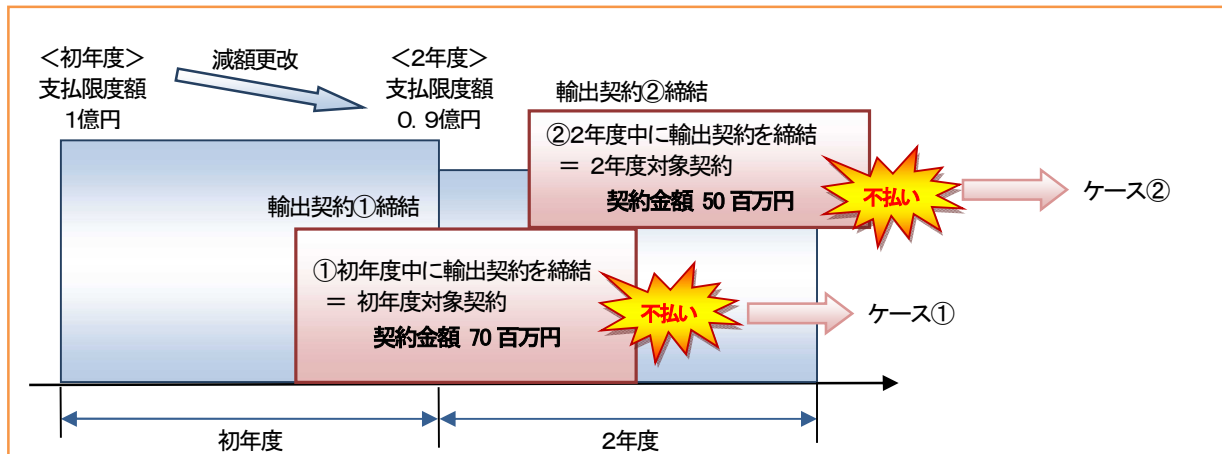 <初年度>
支払限度額
1億円
減額更改
<2年度>
支払限度額
0.9億円
輸出契約②締結
②2年度中に輸出契約を締結
= 2年度対象契約
契約金額 50 百万円
不払い
ケース②
輸出契約①締結
①初年度中に輸出契約を締結
= 初年度対象契約
契約金額 70 百万円
不払い
ケース①
初年度
2年度